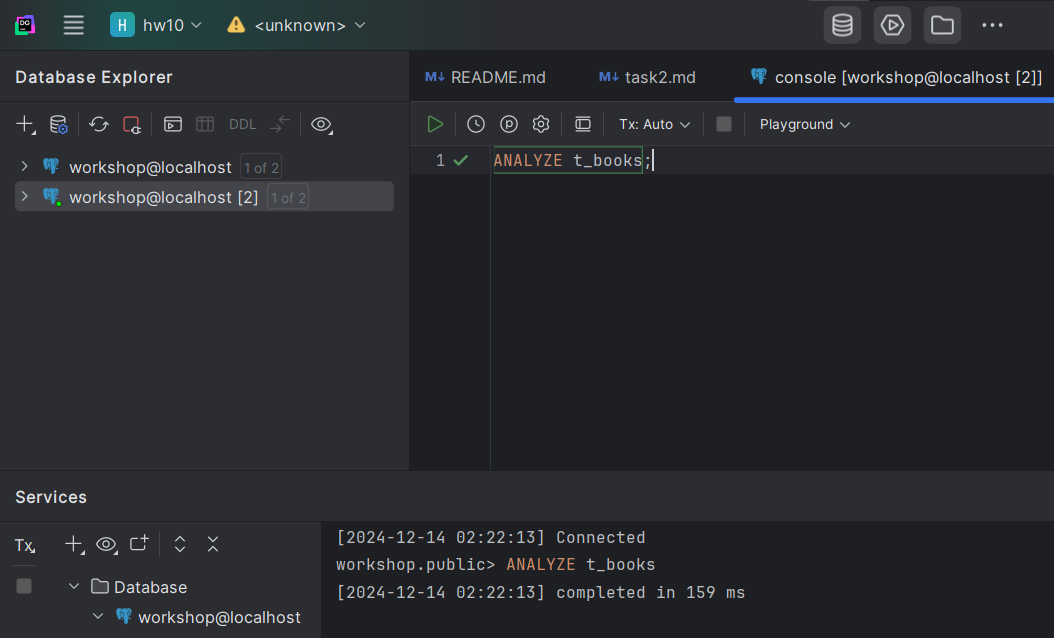 H hw10 <unknown>
Database Explorer
README.md task2.md console [workshop@localhost [2]]
DDL
Tx: Auto Playground
workshop@localhost 1 of 2
workshop@localhost [2] 1 of 2
1 ANALYZE t_books;
Services
Tx
Database
workshop@localhost
[2024-12-14 02:22:13] Connected
workshop.public> ANALYZE t_books
[2024-12-14 02:22:13] completed in 159 ms